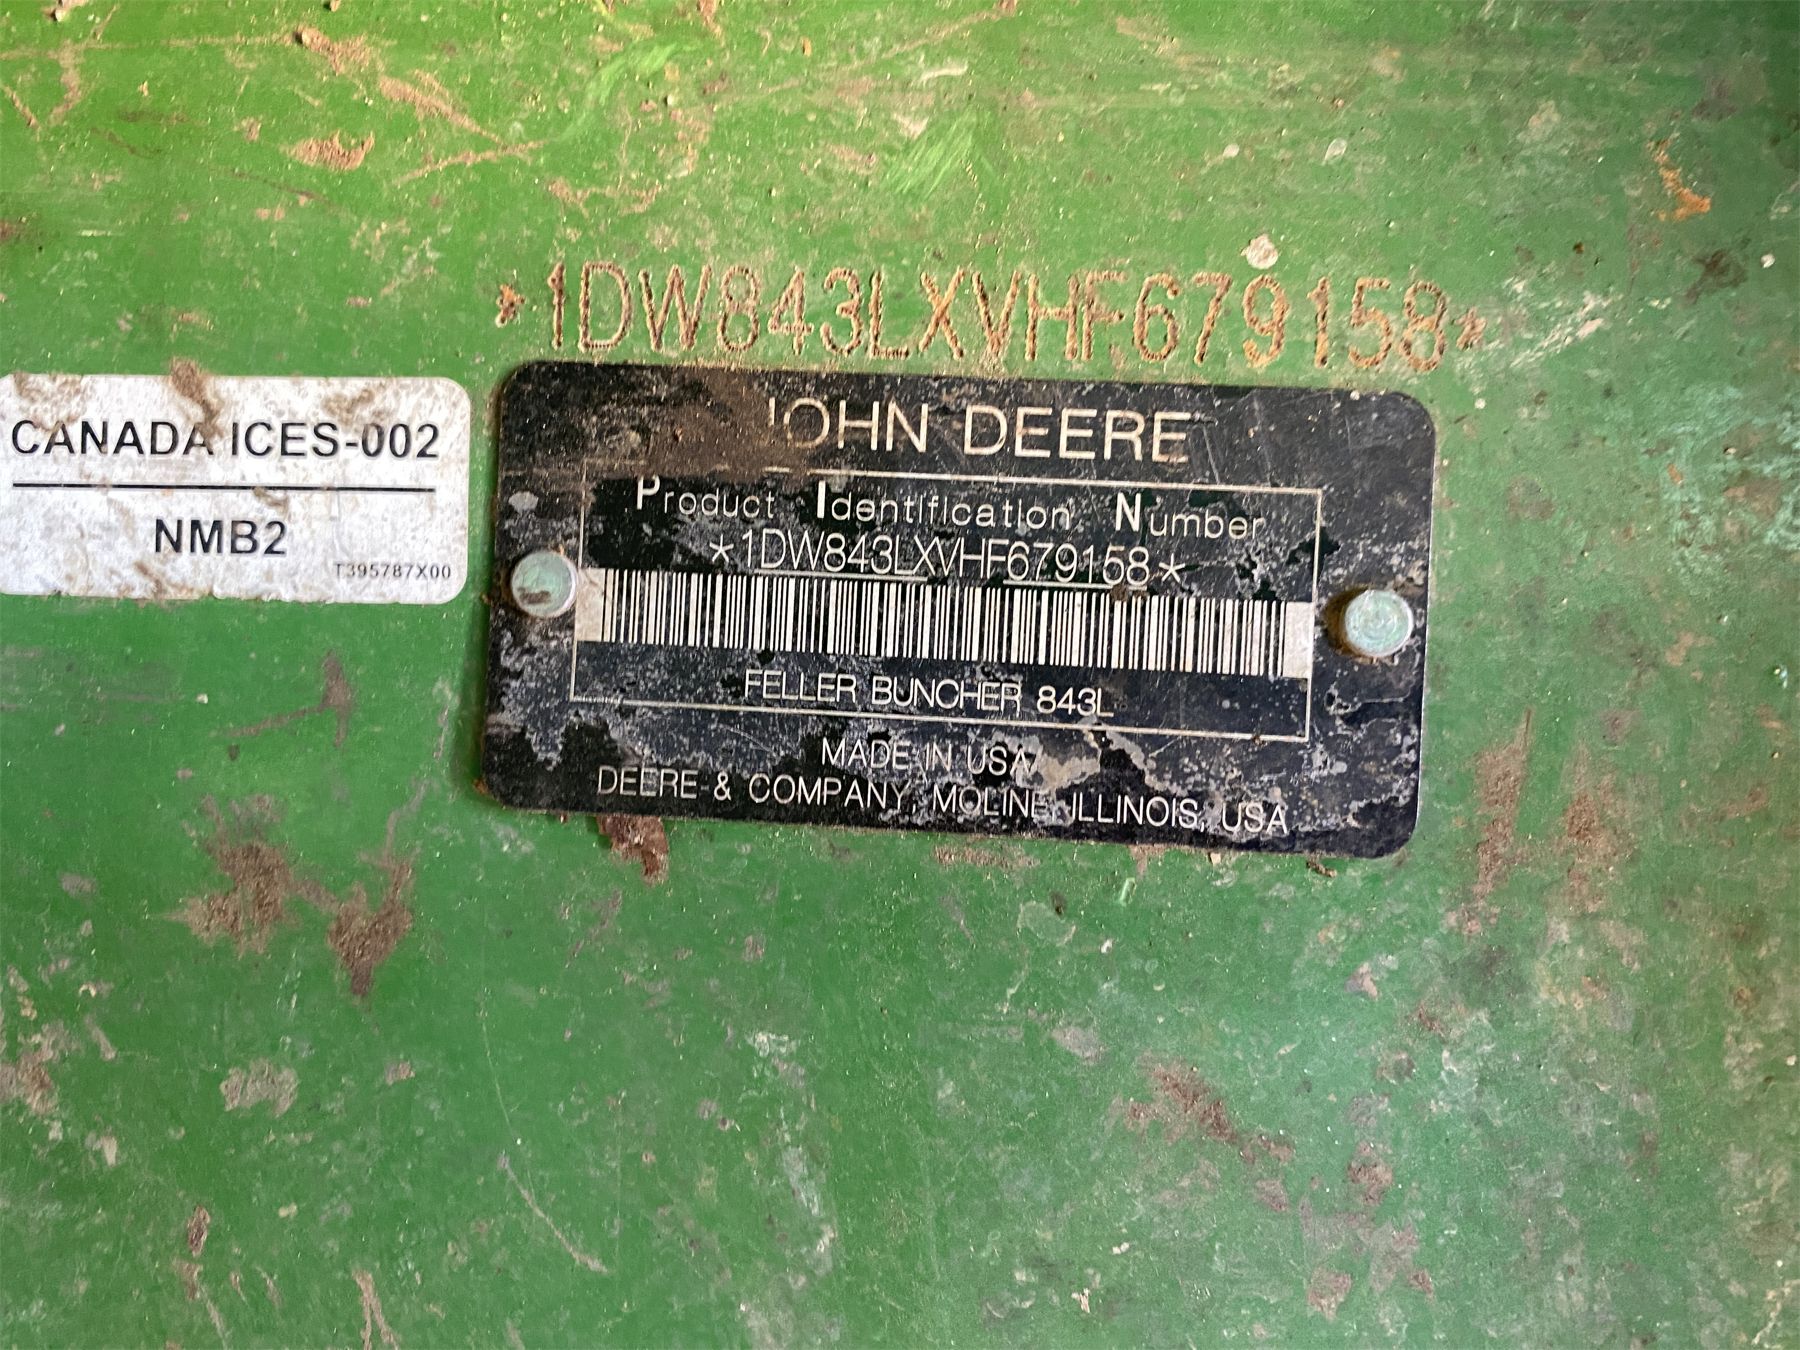 *1DW843LXVHF679158*
CANADA ICES-002
NMB2
T395787X00
JOHN DEERE
Product Identification Number
*1DW843LXVHF679158*
FELLER BUNCHER 843L
MADE IN USA
DEERE & COMPANY, MOLINE, ILLINOIS, USA